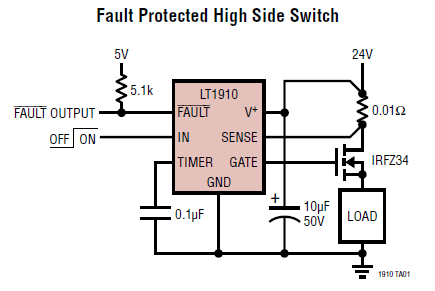 Fault Protected High Side Switch
5V
24V
5.1k
LT1910
FAULT OUTPUT
FAULT
V+
0.01Ω
OFF ON
IN
SENSE
TIMER
GATE
IRFZ34
GND
+
0.1μF
10μF
50V
LOAD
1910 TA01